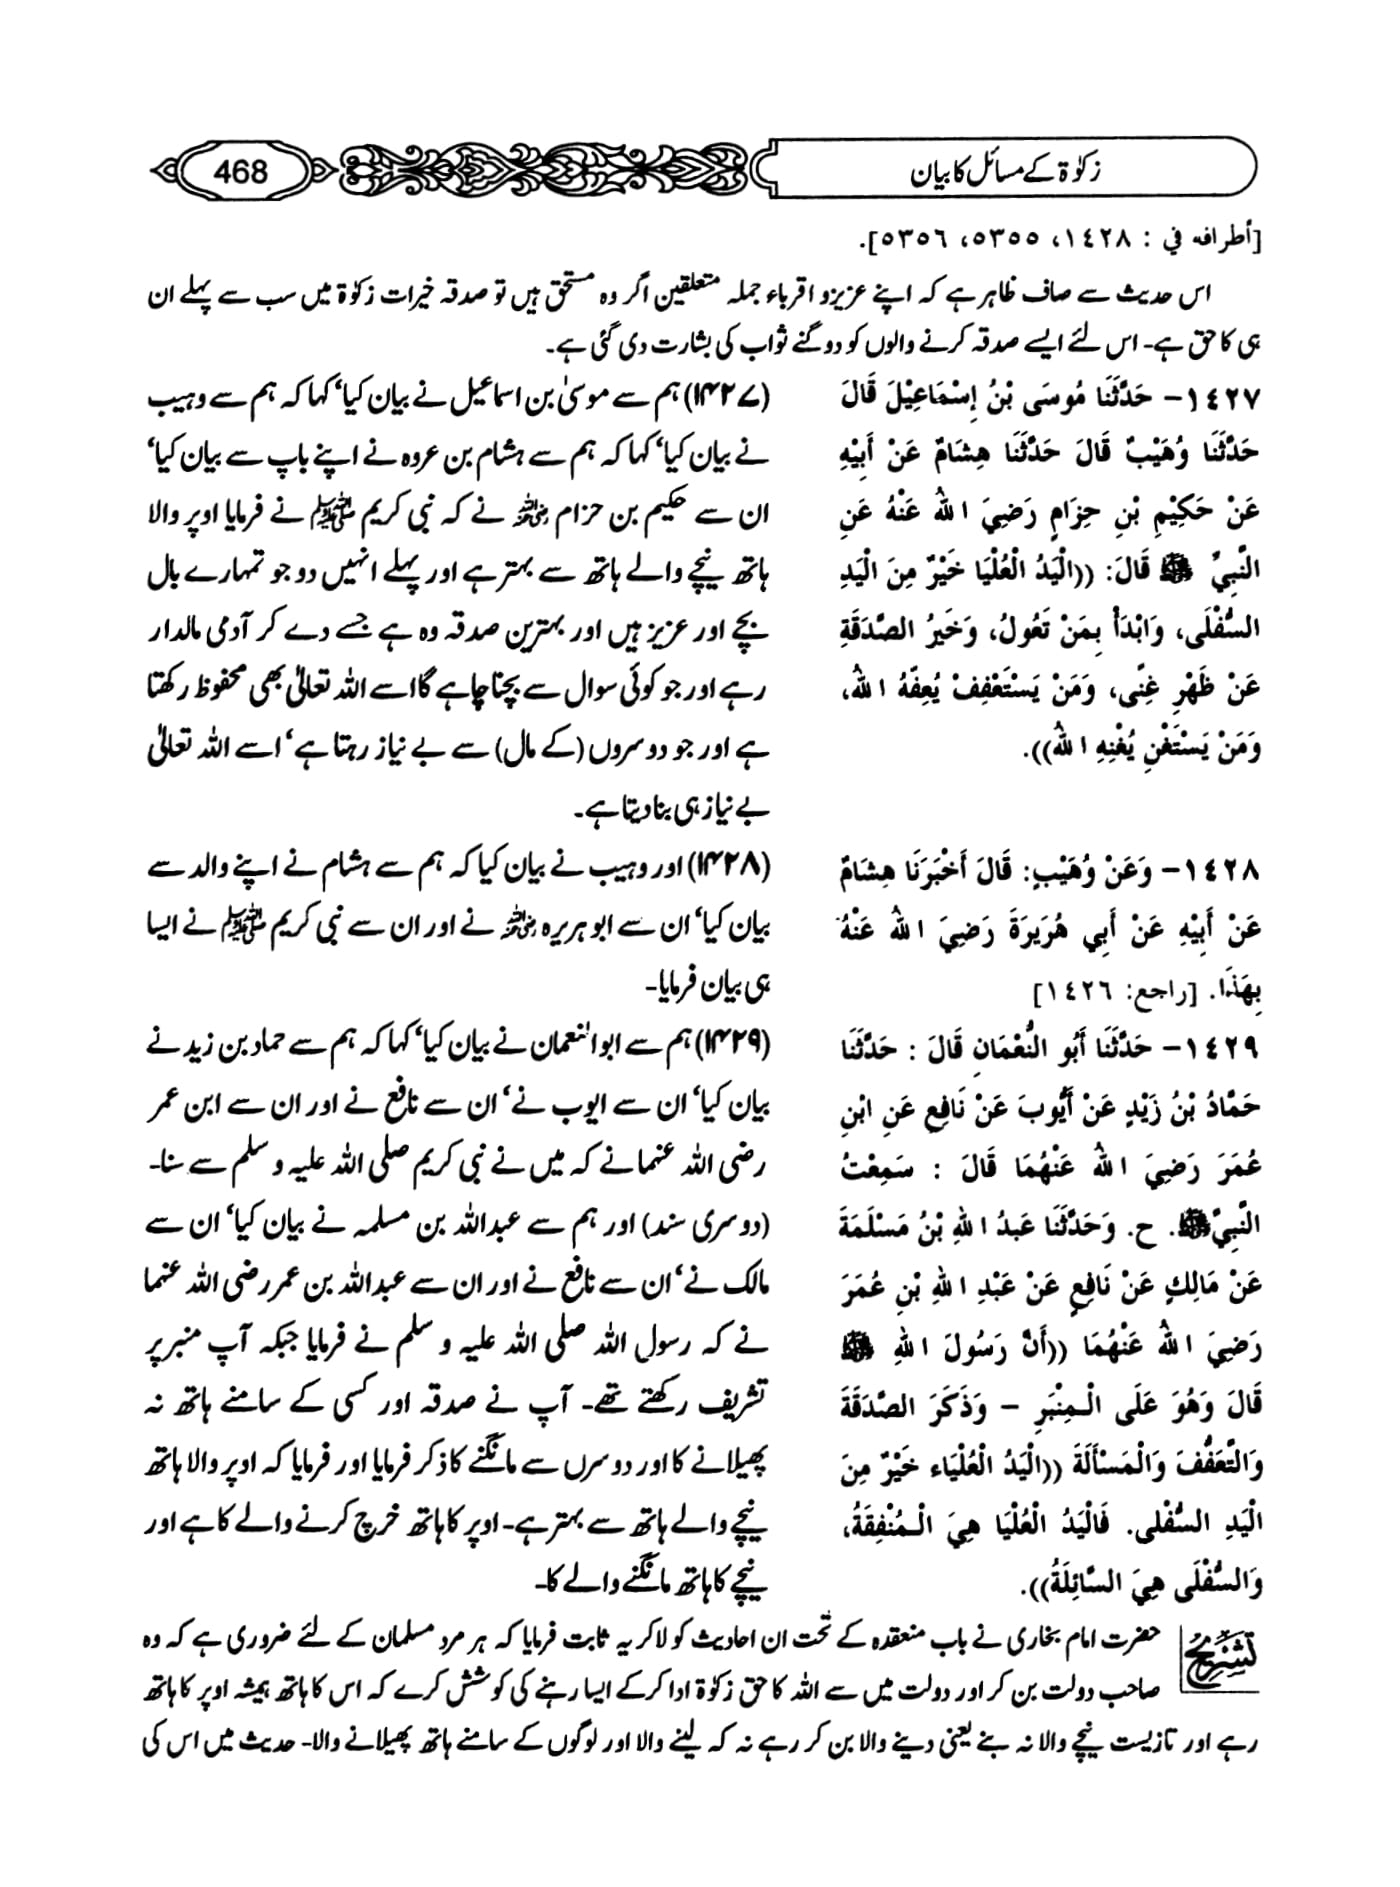 زکوٰۃ کے مسائل کا بیان
468
[أطرافه في : ١٤٢٨، ٥٣٥٥، ٥٣٥٦].
اس حدیث سے صاف ظاہر ہے کہ اپنے عزیز و اقرباء جملہ متعلقین اگر وہ مستحق ہیں تو صدقہ خیرات زکوٰۃ میں سب سے پہلے ان
ہی کا حق ہے۔ اس لئے ایسے صدقہ کرنے والوں کو دوگنے ثواب کی بشارت دی گئی ہے۔
١٤٢٧- حَدَّثَنَا مُوسَى بْنُ إِسْمَاعِيْلَ قَالَ
حَدَّثَنَا وُهَيْبٌ قَالَ حَدَّثَنَا هِشَامٌ عَنْ أَبِيْهِ
عَنْ حَكِيْمِ بْنِ حِزَامٍ رَضِيَ اللهُ عَنْهُ عَنِ
النَّبِيِّ ﷺ قَالَ: ((الْيَدُ الْعُلْيَا خَيْرٌ مِنَ الْيَدِ
السُّفْلَى، وَابْدَأْ بِمَنْ تَعُولُ، وَخَيْرُ الصَّدَقَةِ
عَنْ ظَهْرِ غِنًى، وَمَنْ يَسْتَعْفِفْ يُعِفَّهُ اللهُ،
وَمَنْ يَسْتَغْنِ يُغْنِهِ اللهُ)).
(۱۴۲۷) ہم سے موسیٰ بن اسماعیل نے بیان کیا‘ کہا کہ ہم سے وہیب
نے بیان کیا‘ کہا کہ ہم سے ہشام بن عروہ نے اپنے باپ سے بیان کیا‘
ان سے حکیم بن حزام رضی اللہ عنہ نے کہ نبی کریم ﷺ نے فرمایا اوپر والا
ہاتھ نیچے والے ہاتھ سے بہتر ہے اور پہلے انہیں دو جو تمہارے بال
بچے اور عزیز ہیں اور بہترین صدقہ وہ ہے جسے دے کر آدمی مالدار
رہے اور جو کوئی سوال سے بچنا چاہے گا اسے اللہ تعالیٰ بھی محفوظ رکھتا
ہے اور جو دوسروں (کے مال) سے بے نیاز رہتا ہے‘ اسے اللہ تعالیٰ
بے نیاز ہی بنا دیتا ہے۔
١٤٢٨- وَعَنْ وُهَيْبٍ: قَالَ أَخْبَرَنَا هِشَامٌ
عَنْ أَبِيْهِ عَنْ أَبِي هُرَيْرَةَ رَضِيَ اللهُ عَنْهُ
بِهَذَا. [راجع: ١٤٢٦]
(۱۴۲۸) اور وہیب نے بیان کیا کہ ہم سے ہشام نے اپنے والد سے
بیان کیا‘ ان سے ابو ہریرہ رضی اللہ عنہ نے اور ان سے نبی کریم ﷺ نے ایسا
ہی بیان فرمایا۔
١٤٢٩- حَدَّثَنَا أَبُو النُّعْمَانِ قَالَ : حَدَّثَنَا
حَمَّادُ بْنُ زَيْدٍ عَنْ أَيُّوبَ عَنْ نَافِعٍ عَنِ ابْنِ
عُمَرَ رَضِيَ اللهُ عَنْهُمَا قَالَ : سَمِعْتُ
النَّبِيَّ ﷺ. ح. وَحَدَّثَنَا عَبدُ اللهِ بْنُ مَسْلَمَةَ
عَنْ مَالِكٍ عَنْ نَافِعٍ عَنْ عَبْدِ اللهِ بْنِ عُمَرَ
رَضِيَ اللهُ عَنْهُمَا ((أَنَّ رَسُولَ اللهِ ﷺ
قَالَ وَهُوَ عَلَى الْمِنْبَرِ - وَذَكَرَ الصَّدَقَةَ
وَالتَّعَفُّفَ وَالْمَسْأَلَةَ ((الْيَدُ الْعُلْيَاء خَيْرٌ مِنَ
الْيَدِ السُّفْلى. فَالْيَدُ الْعُلْيَا هِيَ الْمُنْفِقَةُ،
وَالسُّفْلَى هِيَ السَّائِلَةُ)).
(۱۴۲۹) ہم سے ابو النعمان نے بیان کیا‘ کہا کہ ہم سے حماد بن زید نے
بیان کیا‘ ان سے ایوب نے‘ ان سے نافع نے اور ان سے ابن عمر
رضی اللہ عنما نے کہ میں نے نبی کریم صلی اللہ علیہ و سلم سے سنا۔
(دوسری سند) اور ہم سے عبداللہ بن مسلمہ نے بیان کیا‘ ان سے
مالک نے‘ ان سے نافع نے اور ان سے عبداللہ بن عمر رضی اللہ عنما
نے کہ رسول اللہ صلی اللہ علیہ و سلم نے فرمایا جبکہ آپ منبر پر
تشریف رکھتے تھے۔ آپ نے صدقہ اور کسی کے سامنے ہاتھ نہ
پھیلانے کا اور دوسرں سے مانگنے کا ذکر فرمایا اور فرمایا کہ اوپر والا ہاتھ
نیچے والے ہاتھ سے بہتر ہے۔ اوپر کا ہاتھ خرچ کرنے والے کا ہے اور
نیچے کا ہاتھ مانگنے والے کا۔
تشریح
حضرت امام بخاری نے باب منعقدہ کے تحت ان احادیث کو لا کر یہ ثابت فرمایا کہ ہر مرد مسلمان کے لئے ضروری ہے کہ وہ
صاحب دولت بن کر اور دولت میں سے اللہ کا حق زکوٰۃ ادا کر کے ایسا رہنے کی کوشش کرے کہ اس کا ہاتھ ہمیشہ اوپر کا ہاتھ
رہے اور تازیست نیچے والا نہ بنے یعنی دینے والا بن کر رہے نہ کہ لینے والا اور لوگوں کے سامنے ہاتھ پھیلانے والا۔ حدیث میں اس کی